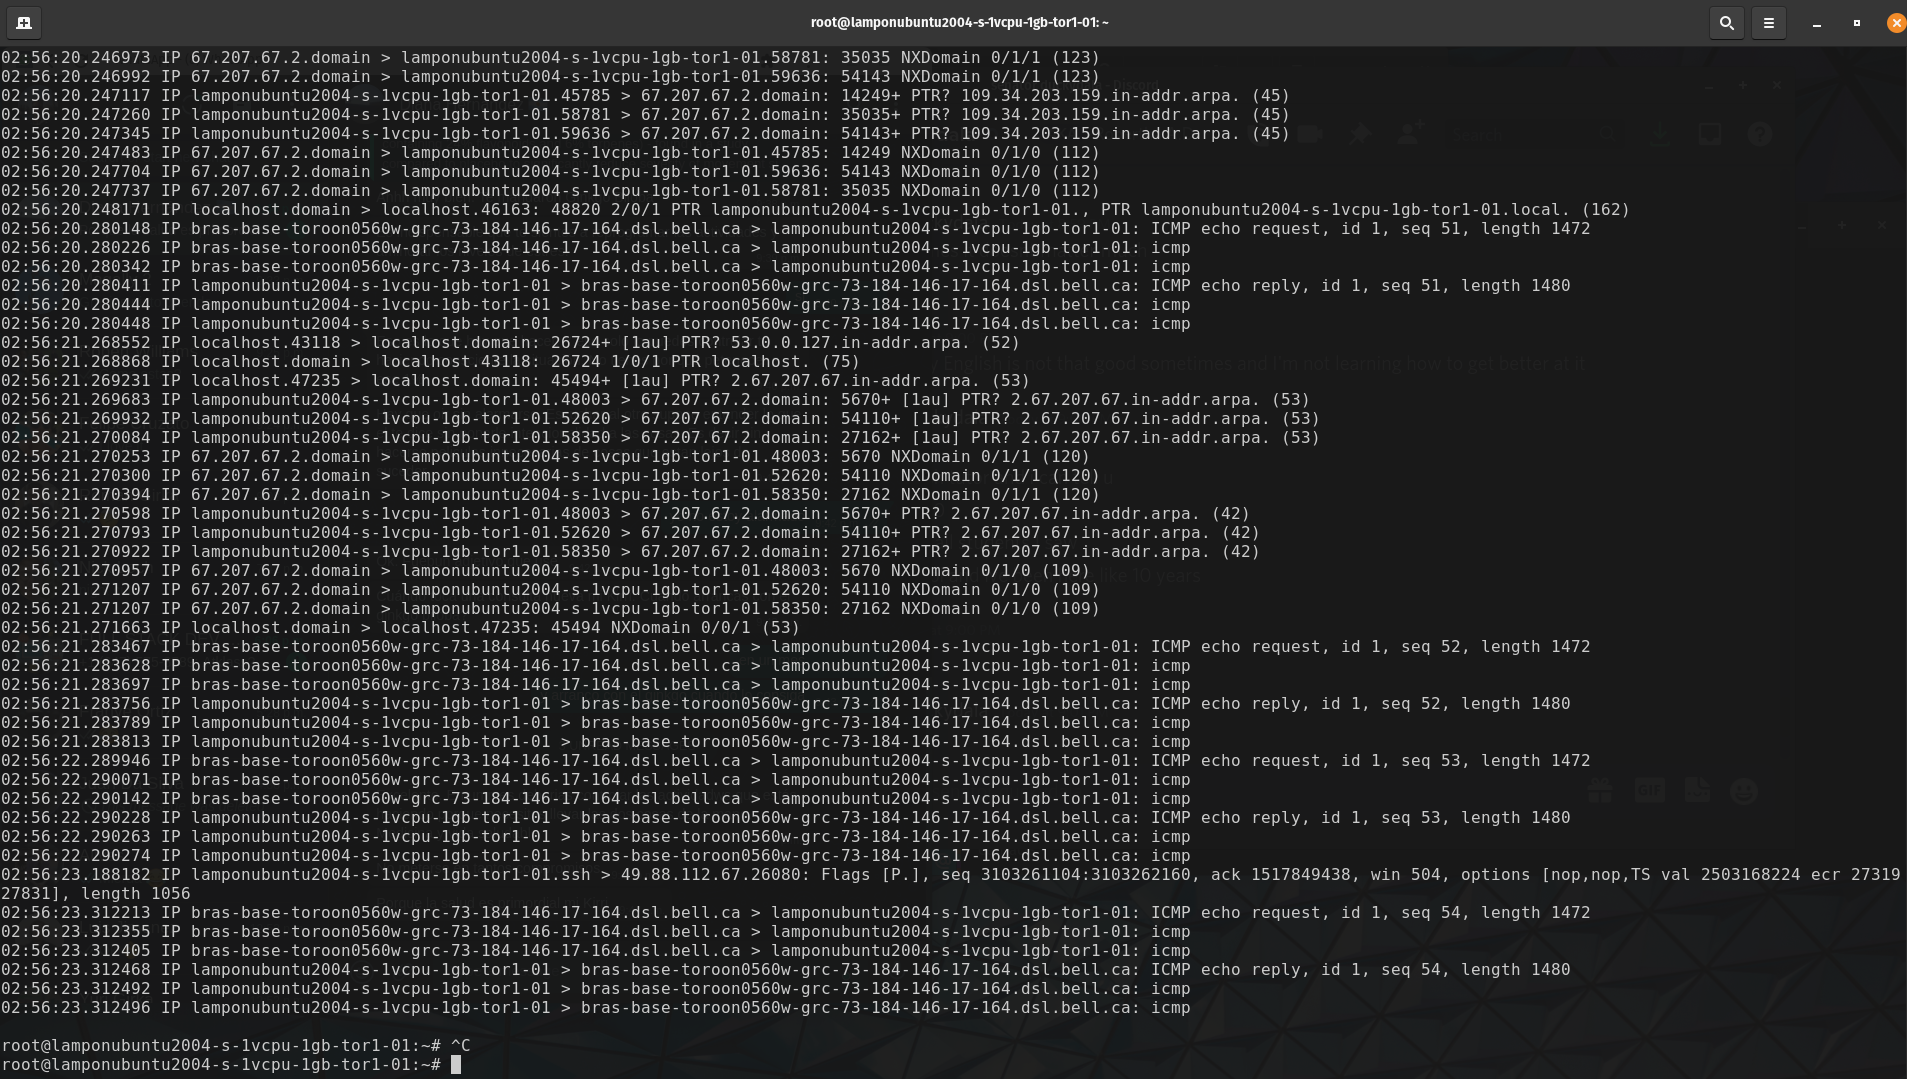 root@lamponubuntu2004-s-1vcpu-1gb-tor1-01: ~
02:56:20.246973 IP 67.207.67.2.domain > lamponubuntu2004-s-1vcpu-1gb-tor1-01.58781: 35035 NXDomain 0/1/1 (123)
02:56:20.246992 IP 67.207.67.2.domain > lamponubuntu2004-s-1vcpu-1gb-tor1-01.59636: 54143 NXDomain 0/1/1 (123)
02:56:20.247117 IP lamponubuntu2004-s-1vcpu-1gb-tor1-01.45785 > 67.207.67.2.domain: 14249+ PTR? 109.34.203.159.in-addr.arpa. (45)
02:56:20.247260 IP lamponubuntu2004-s-1vcpu-1gb-tor1-01.58781 > 67.207.67.2.domain: 35035+ PTR? 109.34.203.159.in-addr.arpa. (45)
02:56:20.247345 IP lamponubuntu2004-s-1vcpu-1gb-tor1-01.59636 > 67.207.67.2.domain: 54143+ PTR? 109.34.203.159.in-addr.arpa. (45)
02:56:20.247483 IP 67.207.67.2.domain > lamponubuntu2004-s-1vcpu-1gb-tor1-01.45785: 14249 NXDomain 0/1/0 (112)
02:56:20.247704 IP 67.207.67.2.domain > lamponubuntu2004-s-1vcpu-1gb-tor1-01.59636: 54143 NXDomain 0/1/0 (112)
02:56:20.247737 IP 67.207.67.2.domain > lamponubuntu2004-s-1vcpu-1gb-tor1-01.58781: 35035 NXDomain 0/1/0 (112)
02:56:20.248171 IP localhost.domain > localhost.46163: 48820 2/0/1 PTR lamponubuntu2004-s-1vcpu-1gb-tor1-01., PTR lamponubuntu2004-s-1vcpu-1gb-tor1-01.local. (162)
02:56:20.280148 IP bras-base-toroon0560w-grc-73-184-146-17-164.dsl.bell.ca > lamponubuntu2004-s-1vcpu-1gb-tor1-01: ICMP echo request, id 1, seq 51, length 1472
02:56:20.280226 IP bras-base-toroon0560w-grc-73-184-146-17-164.dsl.bell.ca > lamponubuntu2004-s-1vcpu-1gb-tor1-01: icmp
02:56:20.280342 IP bras-base-toroon0560w-grc-73-184-146-17-164.dsl.bell.ca > lamponubuntu2004-s-1vcpu-1gb-tor1-01: icmp
02:56:20.280411 IP lamponubuntu2004-s-1vcpu-1gb-tor1-01 > bras-base-toroon0560w-grc-73-184-146-17-164.dsl.bell.ca: ICMP echo reply, id 1, seq 51, length 1480
02:56:20.280444 IP lamponubuntu2004-s-1vcpu-1gb-tor1-01 > bras-base-toroon0560w-grc-73-184-146-17-164.dsl.bell.ca: icmp
02:56:20.280448 IP lamponubuntu2004-s-1vcpu-1gb-tor1-01 > bras-base-toroon0560w-grc-73-184-146-17-164.dsl.bell.ca: icmp
02:56:21.268552 IP localhost.43118 > localhost.domain: 26724+ [1au] PTR? 53.0.0.127.in-addr.arpa. (52)
02:56:21.268868 IP localhost.domain > localhost.43118: 26724 1/0/1 PTR localhost. (75)
02:56:21.269231 IP localhost.47235 > localhost.domain: 45494+ [1au] PTR? 2.67.207.67.in-addr.arpa. (53)
02:56:21.269683 IP lamponubuntu2004-s-1vcpu-1gb-tor1-01.48003 > 67.207.67.2.domain: 5670+ [1au] PTR? 2.67.207.67.in-addr.arpa. (53)
02:56:21.269932 IP lamponubuntu2004-s-1vcpu-1gb-tor1-01.52620 > 67.207.67.2.domain: 54110+ [1au] PTR? 2.67.207.67.in-addr.arpa. (53)
02:56:21.270084 IP lamponubuntu2004-s-1vcpu-1gb-tor1-01.58350 > 67.207.67.2.domain: 27162+ [1au] PTR? 2.67.207.67.in-addr.arpa. (53)
02:56:21.270253 IP 67.207.67.2.domain > lamponubuntu2004-s-1vcpu-1gb-tor1-01.48003: 5670 NXDomain 0/1/1 (120)
02:56:21.270300 IP 67.207.67.2.domain > lamponubuntu2004-s-1vcpu-1gb-tor1-01.52620: 54110 NXDomain 0/1/1 (120)
02:56:21.270394 IP 67.207.67.2.domain > lamponubuntu2004-s-1vcpu-1gb-tor1-01.58350: 27162 NXDomain 0/1/1 (120)
02:56:21.270598 IP lamponubuntu2004-s-1vcpu-1gb-tor1-01.48003 > 67.207.67.2.domain: 5670+ PTR? 2.67.207.67.in-addr.arpa. (42)
02:56:21.270793 IP lamponubuntu2004-s-1vcpu-1gb-tor1-01.52620 > 67.207.67.2.domain: 54110+ PTR? 2.67.207.67.in-addr.arpa. (42)
02:56:21.270922 IP lamponubuntu2004-s-1vcpu-1gb-tor1-01.58350 > 67.207.67.2.domain: 27162+ PTR? 2.67.207.67.in-addr.arpa. (42)
02:56:21.270957 IP 67.207.67.2.domain > lamponubuntu2004-s-1vcpu-1gb-tor1-01.48003: 5670 NXDomain 0/1/0 (109)
02:56:21.271207 IP 67.207.67.2.domain > lamponubuntu2004-s-1vcpu-1gb-tor1-01.52620: 54110 NXDomain 0/1/0 (109)
02:56:21.271207 IP 67.207.67.2.domain > lamponubuntu2004-s-1vcpu-1gb-tor1-01.58350: 27162 NXDomain 0/1/0 (109)
02:56:21.271663 IP localhost.domain > localhost.47235: 45494 NXDomain 0/0/1 (53)
02:56:21.283467 IP bras-base-toroon0560w-grc-73-184-146-17-164.dsl.bell.ca > lamponubuntu2004-s-1vcpu-1gb-tor1-01: ICMP echo request, id 1, seq 52, length 1472
02:56:21.283628 IP bras-base-toroon0560w-grc-73-184-146-17-164.dsl.bell.ca > lamponubuntu2004-s-1vcpu-1gb-tor1-01: icmp
02:56:21.283697 IP bras-base-toroon0560w-grc-73-184-146-17-164.dsl.bell.ca > lamponubuntu2004-s-1vcpu-1gb-tor1-01: icmp
02:56:21.283756 IP lamponubuntu2004-s-1vcpu-1gb-tor1-01 > bras-base-toroon0560w-grc-73-184-146-17-164.dsl.bell.ca: ICMP echo reply, id 1, seq 52, length 1480
02:56:21.283789 IP lamponubuntu2004-s-1vcpu-1gb-tor1-01 > bras-base-toroon0560w-grc-73-184-146-17-164.dsl.bell.ca: icmp
02:56:21.283813 IP lamponubuntu2004-s-1vcpu-1gb-tor1-01 > bras-base-toroon0560w-grc-73-184-146-17-164.dsl.bell.ca: icmp
02:56:22.289946 IP bras-base-toroon0560w-grc-73-184-146-17-164.dsl.bell.ca > lamponubuntu2004-s-1vcpu-1gb-tor1-01: ICMP echo request, id 1, seq 53, length 1472
02:56:22.290071 IP bras-base-toroon0560w-grc-73-184-146-17-164.dsl.bell.ca > lamponubuntu2004-s-1vcpu-1gb-tor1-01: icmp
02:56:22.290142 IP bras-base-toroon0560w-grc-73-184-146-17-164.dsl.bell.ca > lamponubuntu2004-s-1vcpu-1gb-tor1-01: icmp
02:56:22.290228 IP lamponubuntu2004-s-1vcpu-1gb-tor1-01 > bras-base-toroon0560w-grc-73-184-146-17-164.dsl.bell.ca: ICMP echo reply, id 1, seq 53, length 1480
02:56:22.290263 IP lamponubuntu2004-s-1vcpu-1gb-tor1-01 > bras-base-toroon0560w-grc-73-184-146-17-164.dsl.bell.ca: icmp
02:56:22.290274 IP lamponubuntu2004-s-1vcpu-1gb-tor1-01 > bras-base-toroon0560w-grc-73-184-146-17-164.dsl.bell.ca: icmp
02:56:23.188182 IP lamponubuntu2004-s-1vcpu-1gb-tor1-01.ssh > 49.88.112.67.26080: Flags [P.], seq 3103261104:3103262160, ack 1517849438, win 504, options [nop,nop,TS val 2503168224 ecr 27319
27831], length 1056
02:56:23.312213 IP bras-base-toroon0560w-grc-73-184-146-17-164.dsl.bell.ca > lamponubuntu2004-s-1vcpu-1gb-tor1-01: ICMP echo request, id 1, seq 54, length 1472
02:56:23.312355 IP bras-base-toroon0560w-grc-73-184-146-17-164.dsl.bell.ca > lamponubuntu2004-s-1vcpu-1gb-tor1-01: icmp
02:56:23.312405 IP bras-base-toroon0560w-grc-73-184-146-17-164.dsl.bell.ca > lamponubuntu2004-s-1vcpu-1gb-tor1-01: icmp
02:56:23.312468 IP lamponubuntu2004-s-1vcpu-1gb-tor1-01 > bras-base-toroon0560w-grc-73-184-146-17-164.dsl.bell.ca: ICMP echo reply, id 1, seq 54, length 1480
02:56:23.312492 IP lamponubuntu2004-s-1vcpu-1gb-tor1-01 > bras-base-toroon0560w-grc-73-184-146-17-164.dsl.bell.ca: icmp
02:56:23.312496 IP lamponubuntu2004-s-1vcpu-1gb-tor1-01 > bras-base-toroon0560w-grc-73-184-146-17-164.dsl.bell.ca: icmp
root@lamponubuntu2004-s-1vcpu-1gb-tor1-01:~# ^C
root@lamponubuntu2004-s-1vcpu-1gb-tor1-01:~#
Search
English is not that good sometimes and I'm not learning how to get better at it
like 10 years
GIF